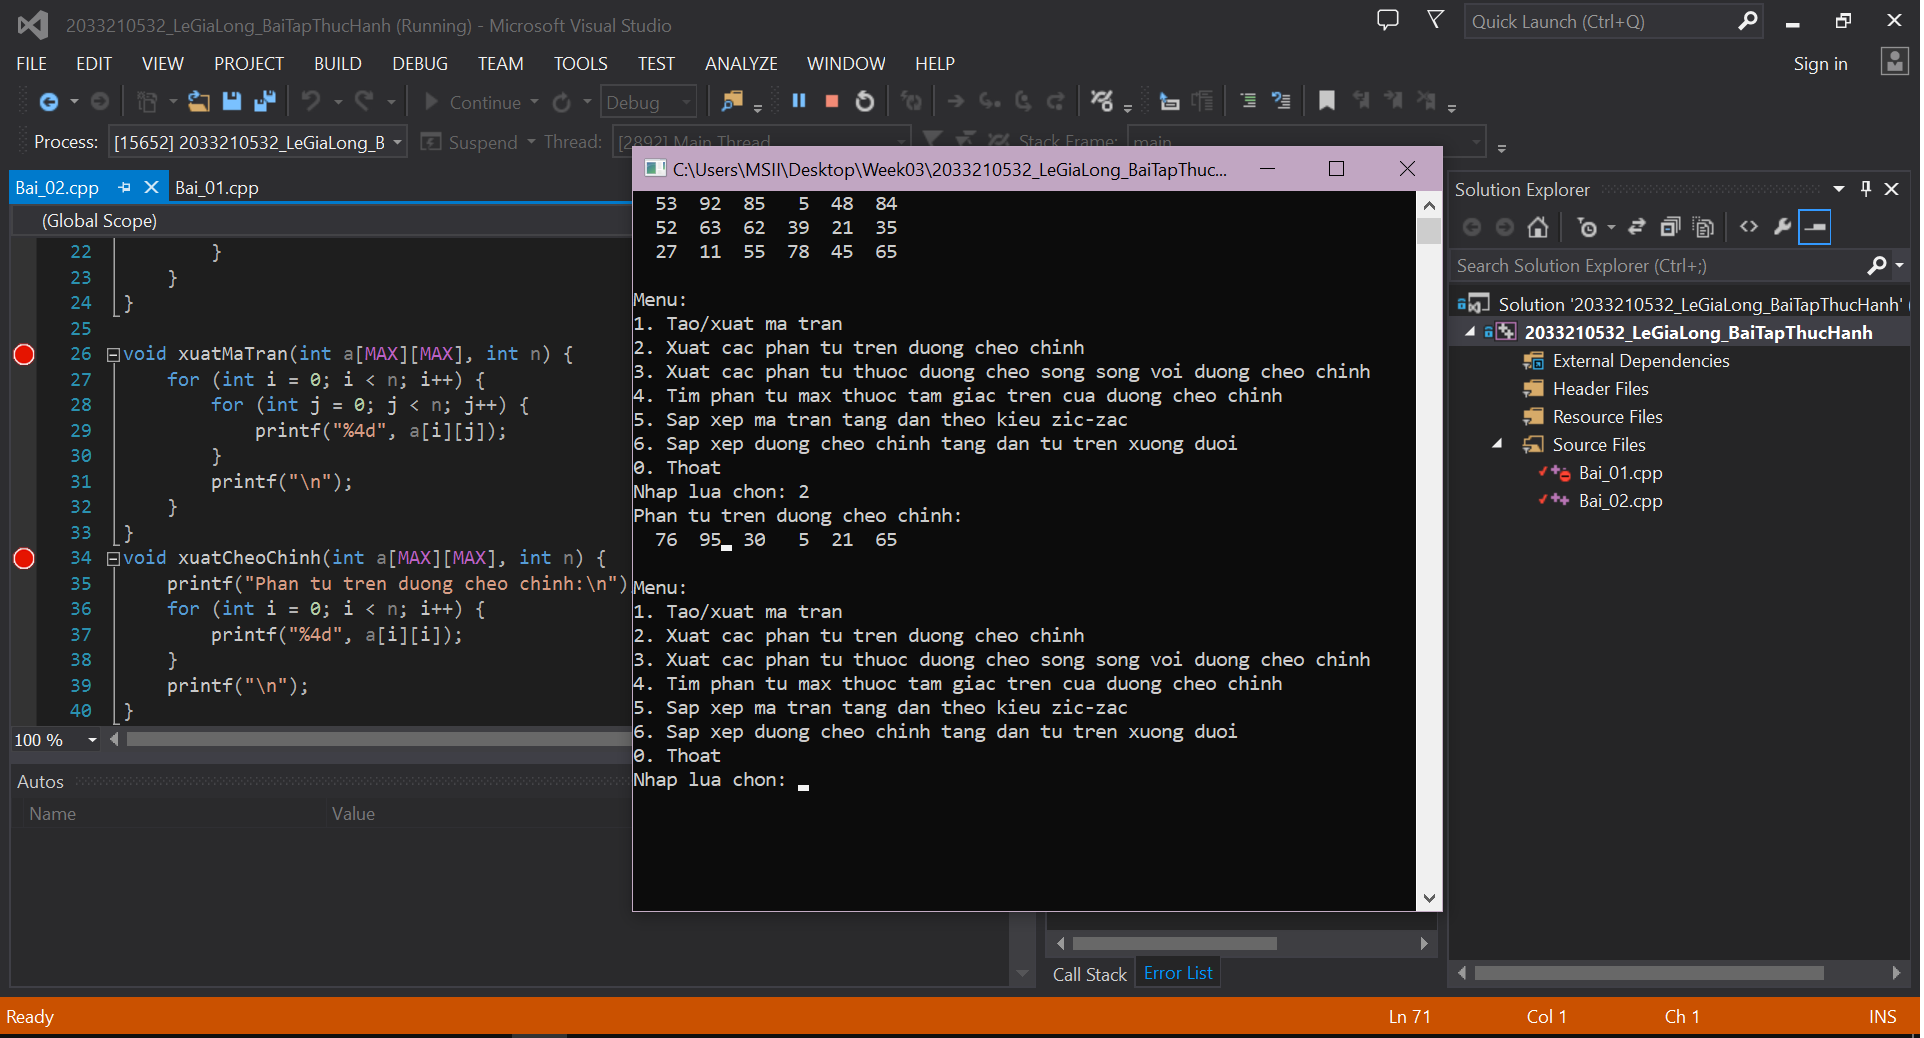 2033210532_LeGiaLong_BaiTapThucHanh (Running) - Microsoft Visual Studio
Quick Launch (Ctrl+Q)
FILE EDIT VIEW PROJECT BUILD DEBUG TEAM TOOLS TEST ANALYZE WINDOW HELP
Sign in
Continue Debug
Process: [15652] 2033210532_LeGiaLong_B Suspend Thread: [2892] Main Thread Stack Frame: main
Bai_02.cpp Bai_01.cpp
(Global Scope)
22 }
23 }
24 }
25
26 void xuatMaTran(int a[MAX][MAX], int n) {
27 for (int i = 0; i < n; i++) {
28 for (int j = 0; j < n; j++) {
29 printf("%4d", a[i][j]);
30 }
31 printf("\n");
32 }
33 }
34 void xuatCheoChinh(int a[MAX][MAX], int n) {
35 printf("Phan tu tren duong cheo chinh:\n")
36 for (int i = 0; i < n; i++) {
37 printf("%4d", a[i][i]);
38 }
39 printf("\n");
40 }
100 %
Autos
Name Value
C:\Users\MSII\Desktop\Week03\2033210532_LeGiaLong_BaiTapThuc...
53 92 85 5 48 84
52 63 62 39 21 35
27 11 55 78 45 65
Menu:
1. Tao/xuat ma tran
2. Xuat cac phan tu tren duong cheo chinh
3. Xuat cac phan tu thuoc duong cheo song song voi duong cheo chinh
4. Tim phan tu max thuoc tam giac tren cua duong cheo chinh
5. Sap xep ma tran tang dan theo kieu zic-zac
6. Sap xep duong cheo chinh tang dan tu tren xuong duoi
0. Thoat
Nhap lua chon: 2
Phan tu tren duong cheo chinh:
76 95 30 5 21 65
Menu:
1. Tao/xuat ma tran
2. Xuat cac phan tu tren duong cheo chinh
3. Xuat cac phan tu thuoc duong cheo song song voi duong cheo chinh
4. Tim phan tu max thuoc tam giac tren cua duong cheo chinh
5. Sap xep ma tran tang dan theo kieu zic-zac
6. Sap xep duong cheo chinh tang dan tu tren xuong duoi
0. Thoat
Nhap lua chon:
Call Stack Error List
Solution Explorer
Search Solution Explorer (Ctrl+;)
Solution '2033210532_LeGiaLong_BaiTapThucHanh' (
2033210532_LeGiaLong_BaiTapThucHanh
External Dependencies
Header Files
Resource Files
Source Files
Bai_01.cpp
Bai_02.cpp
Ready Ln 71 Col 1 Ch 1 INS